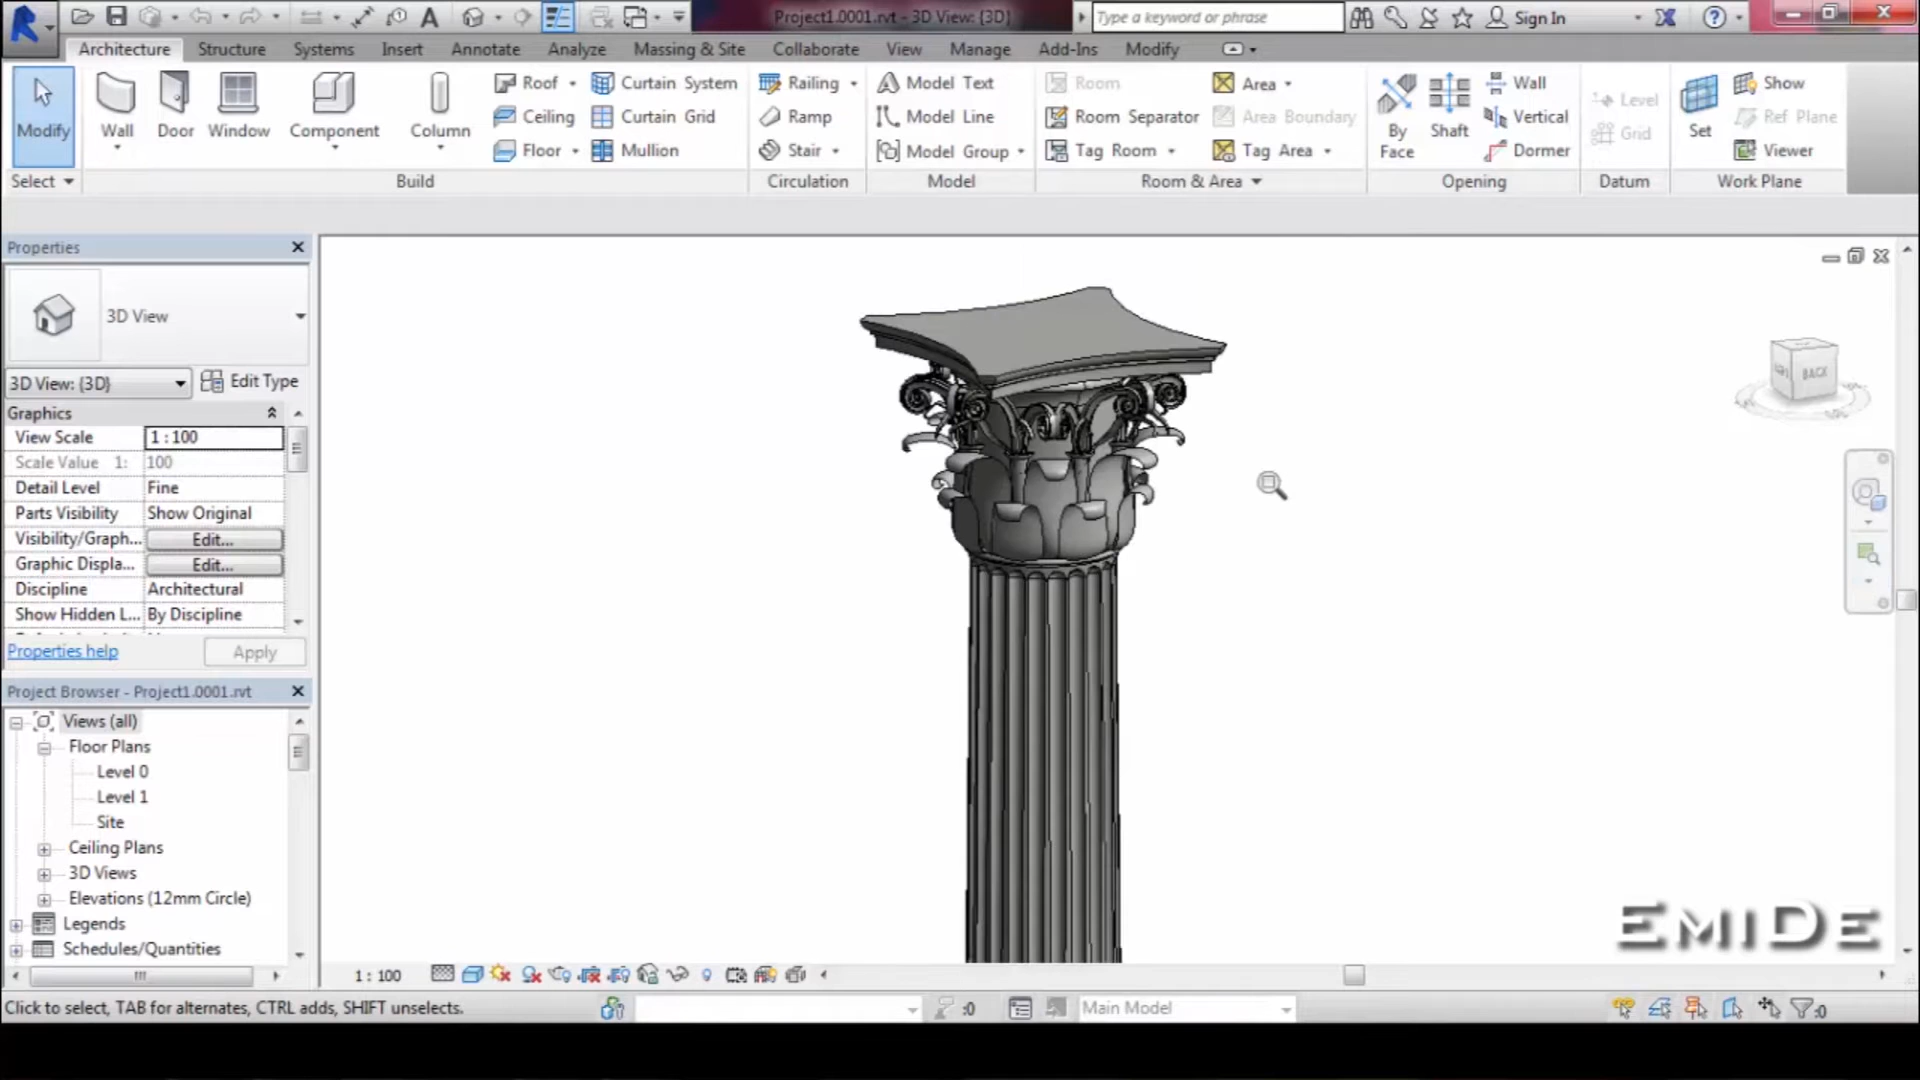 Project1.0001.rvt - 3D View: {3D}
Type a keyword or phrase
Sign In
Architecture Structure Systems Insert Annotate Analyze Massing & Site Collaborate View Manage Add-Ins Modify
Modify Wall Door Window Component Column
Roof Curtain System
Ceiling Curtain Grid
Floor Mullion
Railing
Ramp
Stair
Model Text
Model Line
Model Group
Room
Room Separator
Tag Room
Area
Area Boundary
Tag Area
By Face
Shaft
Wall
Vertical
Dormer
Level
Grid
Set
Show
Ref Plane
Viewer
Select Build Circulation Model Room & Area Opening Datum Work Plane
Properties
3D View
3D View: {3D} Edit Type
Graphics
View Scale 1 : 100
Scale Value 1: 100
Detail Level Fine
Parts Visibility Show Original
Visibility/Graph... Edit...
Graphic Displa... Edit...
Discipline Architectural
Show Hidden L... By Discipline
Properties help Apply
Project Browser - Project1.0001.rvt
Views (all)
Floor Plans
Level 0
Level 1
Site
Ceiling Plans
3D Views
Elevations (12mm Circle)
Legends
Schedules/Quantities
BACK
EMIDE
1 : 100
Click to select, TAB for alternates, CTRL adds, SHIFT unselects.
:0
Main Model
:0